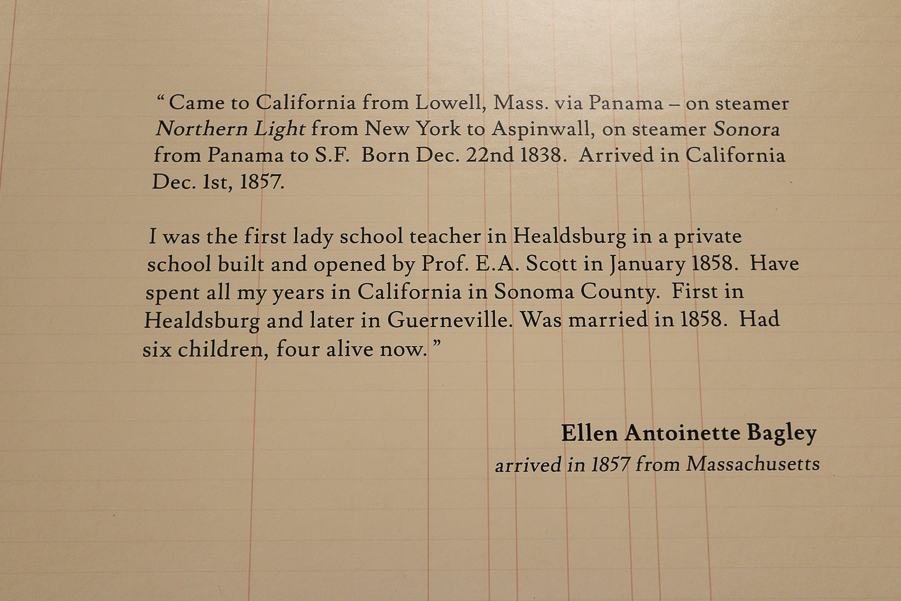 “ Came to California from Lowell, Mass. via Panama – on steamer
Northern Light from New York to Aspinwall, on steamer Sonora
from Panama to S.F. Born Dec. 22nd 1838. Arrived in California
Dec. 1st, 1857.
I was the first lady school teacher in Healdsburg in a private
school built and opened by Prof. E.A. Scott in January 1858. Have
spent all my years in California in Sonoma County. First in
Healdsburg and later in Guerneville. Was married in 1858. Had
six children, four alive now. ”
Ellen Antoinette Bagley
arrived in 1857 from Massachusetts